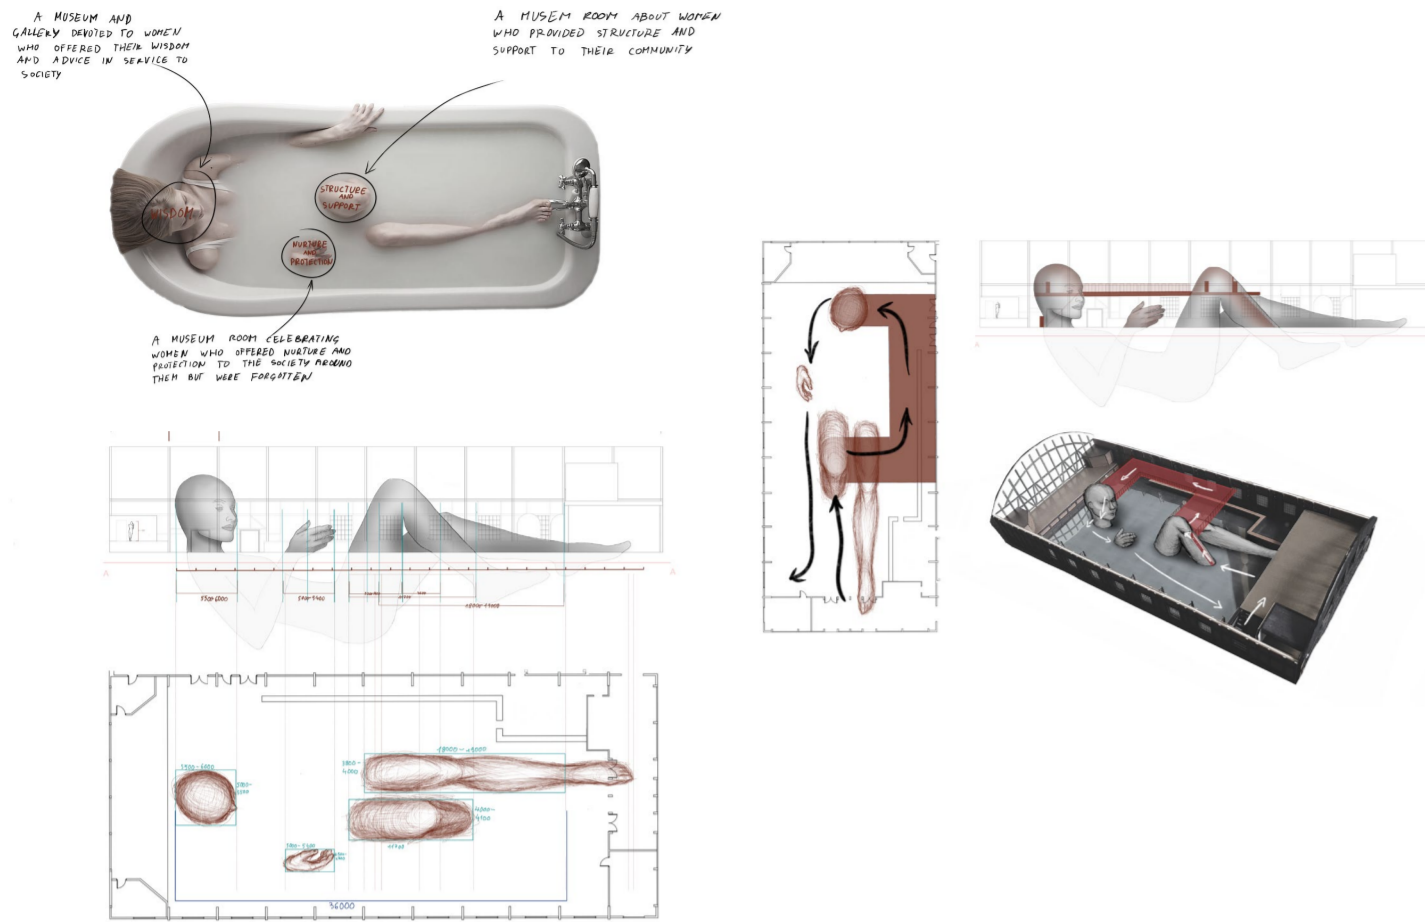 A MUSEUM AND
GALLERY DEVOTED TO WOMEN
WHO OFFERED THEIR WISDOM
AND ADVICE IN SERVICE TO
SOCIETY
A MUSEM ROOM ABOUT WOMEN
WHO PROVIDED STRUCTURE AND
SUPPORT TO THEIR COMMUNITY
WISDOM
STRUCTURE
AND
SUPPORT
NURTURE
AND
PROTECTION
A MUSEUM ROOM CELEBRATING
WOMEN WHO OFFERED NURTURE AND
PROTECTION TO THE SOCIETY AROUND
THEM BUT WERE FORGOTTEN
A
A
A
36000